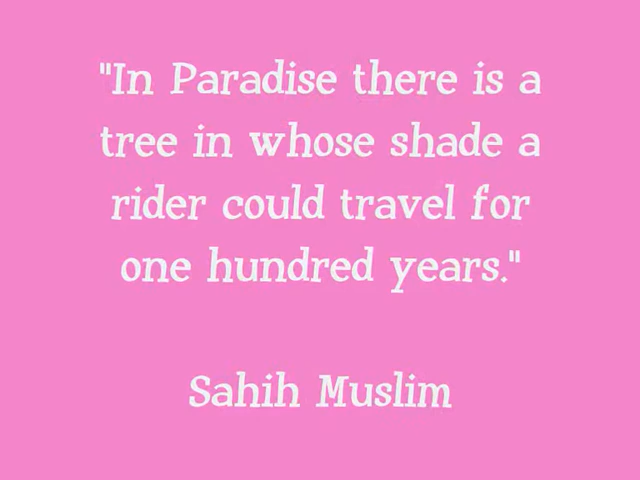 "In Paradise there is a
tree in whose shade a
rider could travel for
one hundred years."
Sahih Muslim